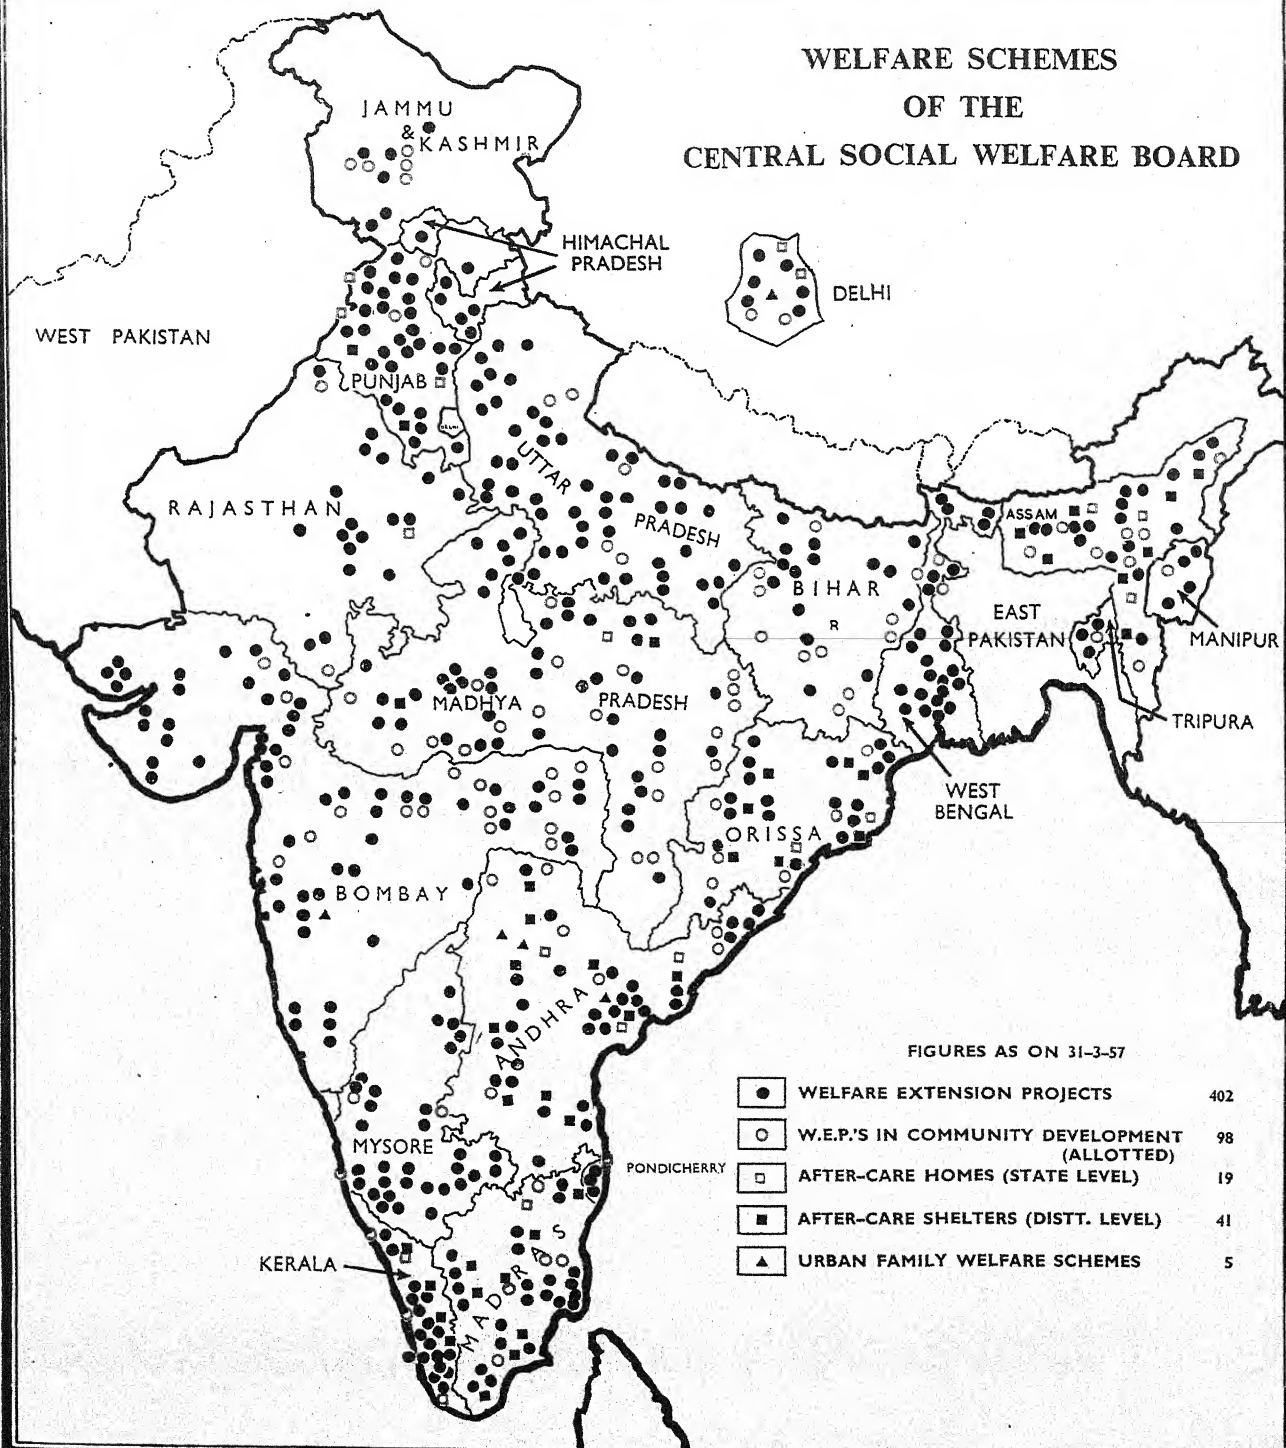 WELFARE SCHEMES
OF THE
CENTRAL SOCIAL WELFARE BOARD
JAMMU
&
KASHMIR
HIMACHAL
PRADESH
DELHI
WEST PAKISTAN
PUNJAB
DELHI
UTTAR
PRADESH
RAJASTHAN
ASSAM
BIHAR
R
EAST
PAKISTAN
MANIPUR
TRIPURA
MADHYA
PRADESH
WEST
BENGAL
ORISSA
BOMBAY
ANDHRA
MYSORE
PONDICHERRY
KERALA
MADRAS
FIGURES AS ON 31-3-57
WELFARE EXTENSION PROJECTS 402
W.E.P.'S IN COMMUNITY DEVELOPMENT 98
(ALLOTTED)
AFTER-CARE HOMES (STATE LEVEL) 19
AFTER-CARE SHELTERS (DISTT. LEVEL) 41
URBAN FAMILY WELFARE SCHEMES 5